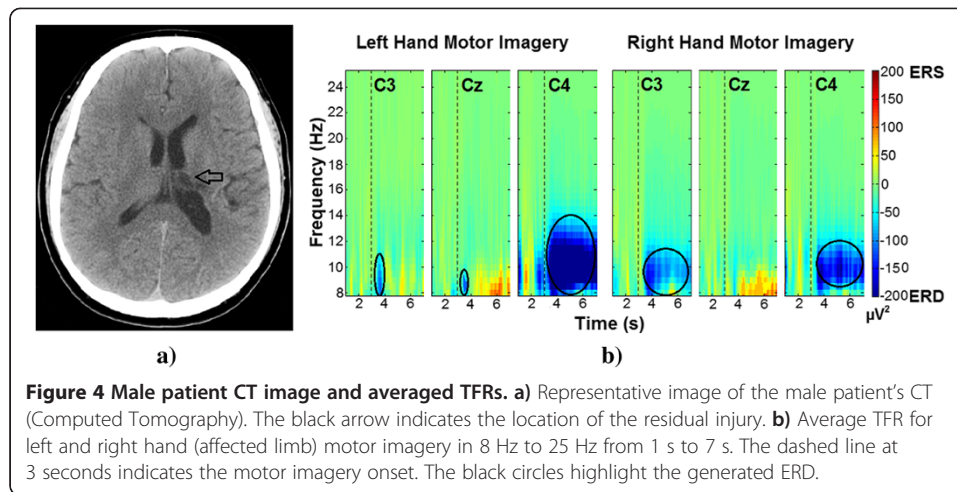 Left Hand Motor Imagery Right Hand Motor Imagery
C3 Cz C4 C3 Cz C4
200 ERS
24
150
22
100
20
50
18
0
16
-50
14
12
-100
10
-150
8
-200 ERD
2 4 6 2 4 6 2 4 6 2 4 6 2 4 6 2 4 6
µV²
Frequency (Hz)
Time (s)
a) b)
Figure 4 Male patient CT image and averaged TFRs. a) Representative image of the male patient's CT
(Computed Tomography). The black arrow indicates the location of the residual injury. b) Average TFR for
left and right hand (affected limb) motor imagery in 8 Hz to 25 Hz from 1 s to 7 s. The dashed line at
3 seconds indicates the motor imagery onset. The black circles highlight the generated ERD.